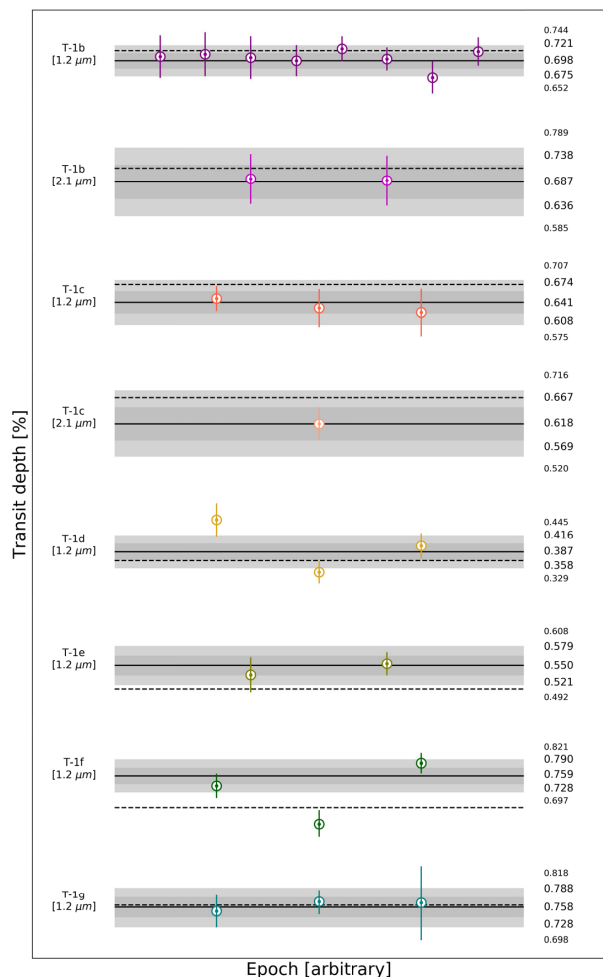 T-1b
[1.2 μm]
0.744
0.721
0.698
0.675
0.652
T-1b
[2.1 μm]
0.789
0.738
0.687
0.636
0.585
T-1c
[1.2 μm]
0.707
0.674
0.641
0.608
0.575
T-1c
[2.1 μm]
0.716
0.667
0.618
0.569
0.520
T-1d
[1.2 μm]
0.445
0.416
0.387
0.358
0.329
T-1e
[1.2 μm]
0.608
0.579
0.550
0.521
0.492
T-1f
[1.2 μm]
0.821
0.790
0.759
0.728
0.697
T-1g
[1.2 μm]
0.818
0.788
0.758
0.728
0.698
Transit depth [%]
Epoch [arbitrary]